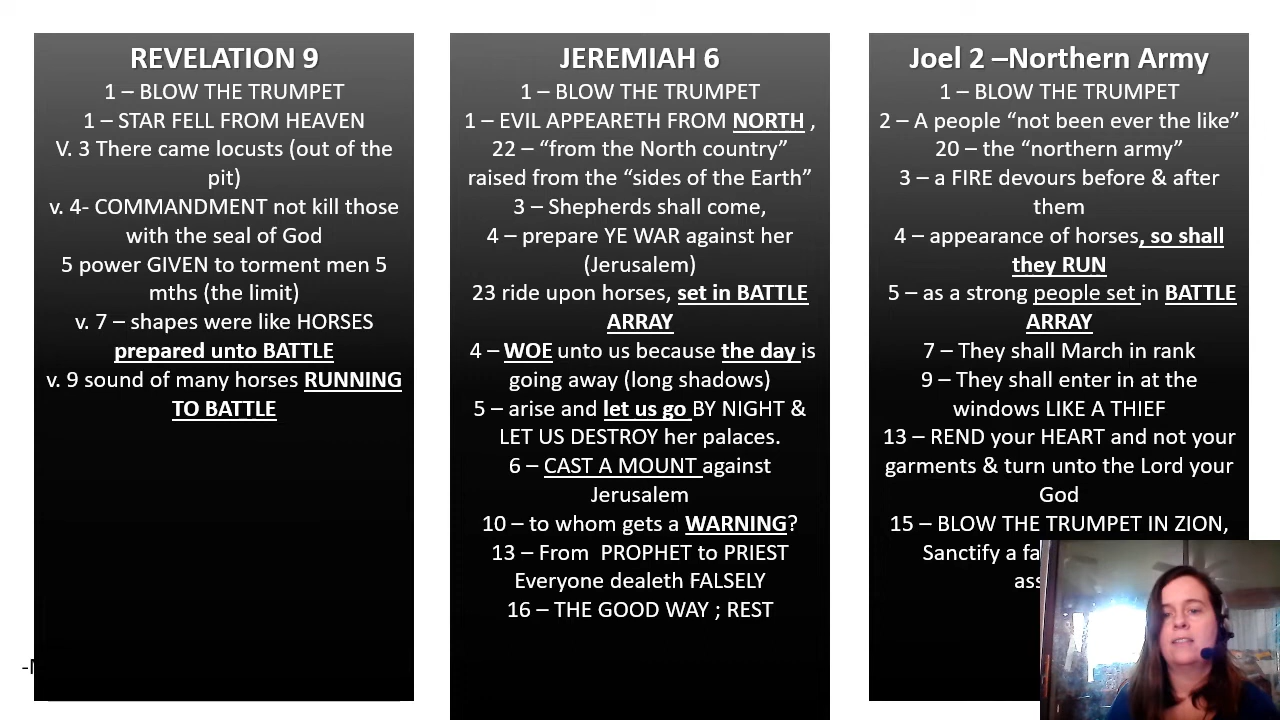 REVELATION 9
1 – BLOW THE TRUMPET
1 – STAR FELL FROM HEAVEN
V. 3 There came locusts (out of the
pit)
v. 4- COMMANDMENT not kill those
with the seal of God
5 power GIVEN to torment men 5
mths (the limit)
v. 7 – shapes were like HORSES
prepared unto BATTLE
v. 9 sound of many horses RUNNING
TO BATTLE
JEREMIAH 6
1 – BLOW THE TRUMPET
1 – EVIL APPEARETH FROM NORTH ,
22 – “from the North country”
raised from the “sides of the Earth”
3 – Shepherds shall come,
4 – prepare YE WAR against her
(Jerusalem)
23 ride upon horses, set in BATTLE
ARRAY
4 – WOE unto us because the day is
going away (long shadows)
5 – arise and let us go BY NIGHT &
LET US DESTROY her palaces.
6 – CAST A MOUNT against
Jerusalem
10 – to whom gets a WARNING?
13 – From PROPHET to PRIEST
Everyone dealeth FALSELY
16 – THE GOOD WAY ; REST
Joel 2 –Northern Army
1 – BLOW THE TRUMPET
2 – A people “not been ever the like”
20 – the “northern army”
3 – a FIRE devours before & after
them
4 – appearance of horses, so shall
they RUN
5 – as a strong people set in BATTLE
ARRAY
7 – They shall March in rank
9 – They shall enter in at the
windows LIKE A THIEF
13 – REND your HEART and not your
garments & turn unto the Lord your
God
15 – BLOW THE TRUMPET IN ZION,
Sanctify a